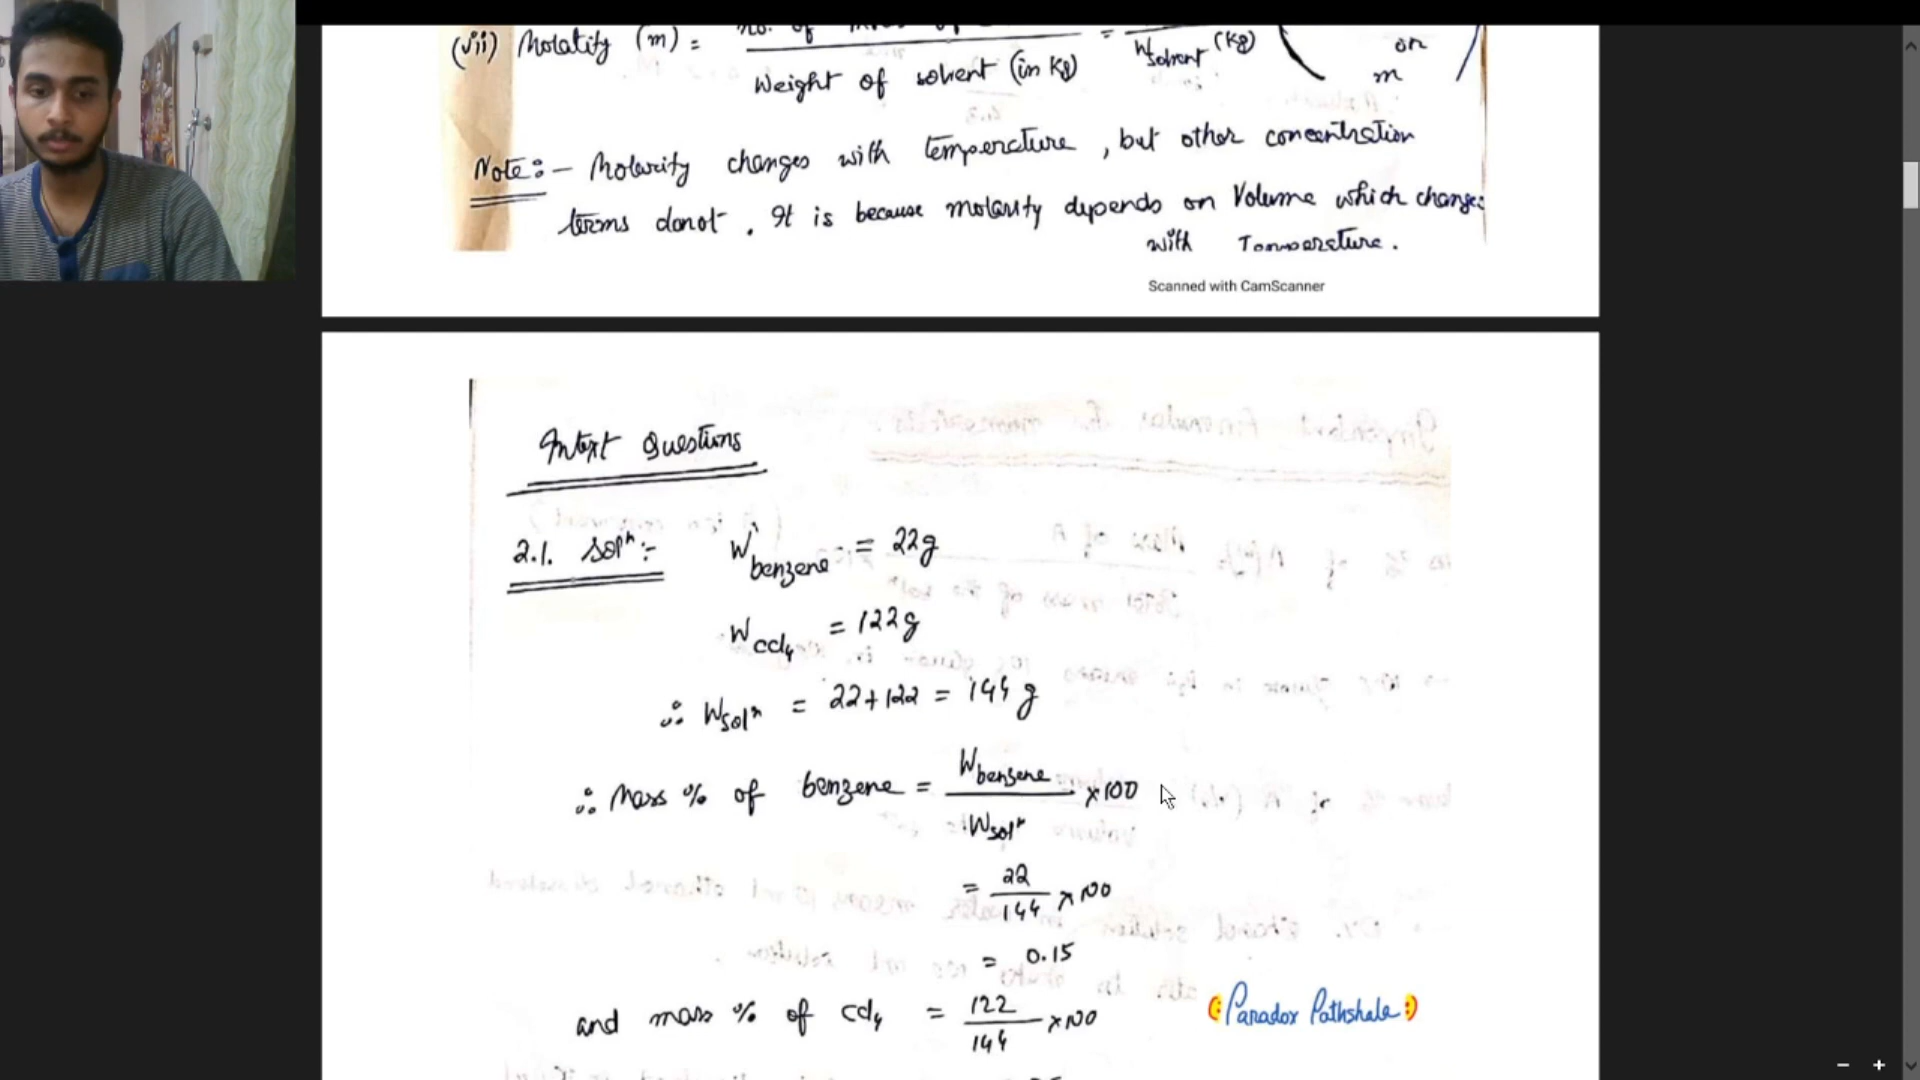 (vii) Molality (m) =
Weight of solvent (in Kg) = Wsolvent (Kg) on m
Note:- Molarity changes with temperature, but other concentration
terms donot. It is because molarity depends on Volume which changes
with Temperature.
Scanned with CamScanner
Intext Questions
2.1. Solⁿ:- Wbenzene = 22g
WCCl₄ = 122g
∴ Wsolⁿ = 22+122 = 144 g
∴ Mass % of benzene = Wbenzene / Wsolⁿ ×100
= 22/144 ×100
= 0.15
and mass % of CCl₄ = 122/144 ×100
(:Paradox Pathshala:)